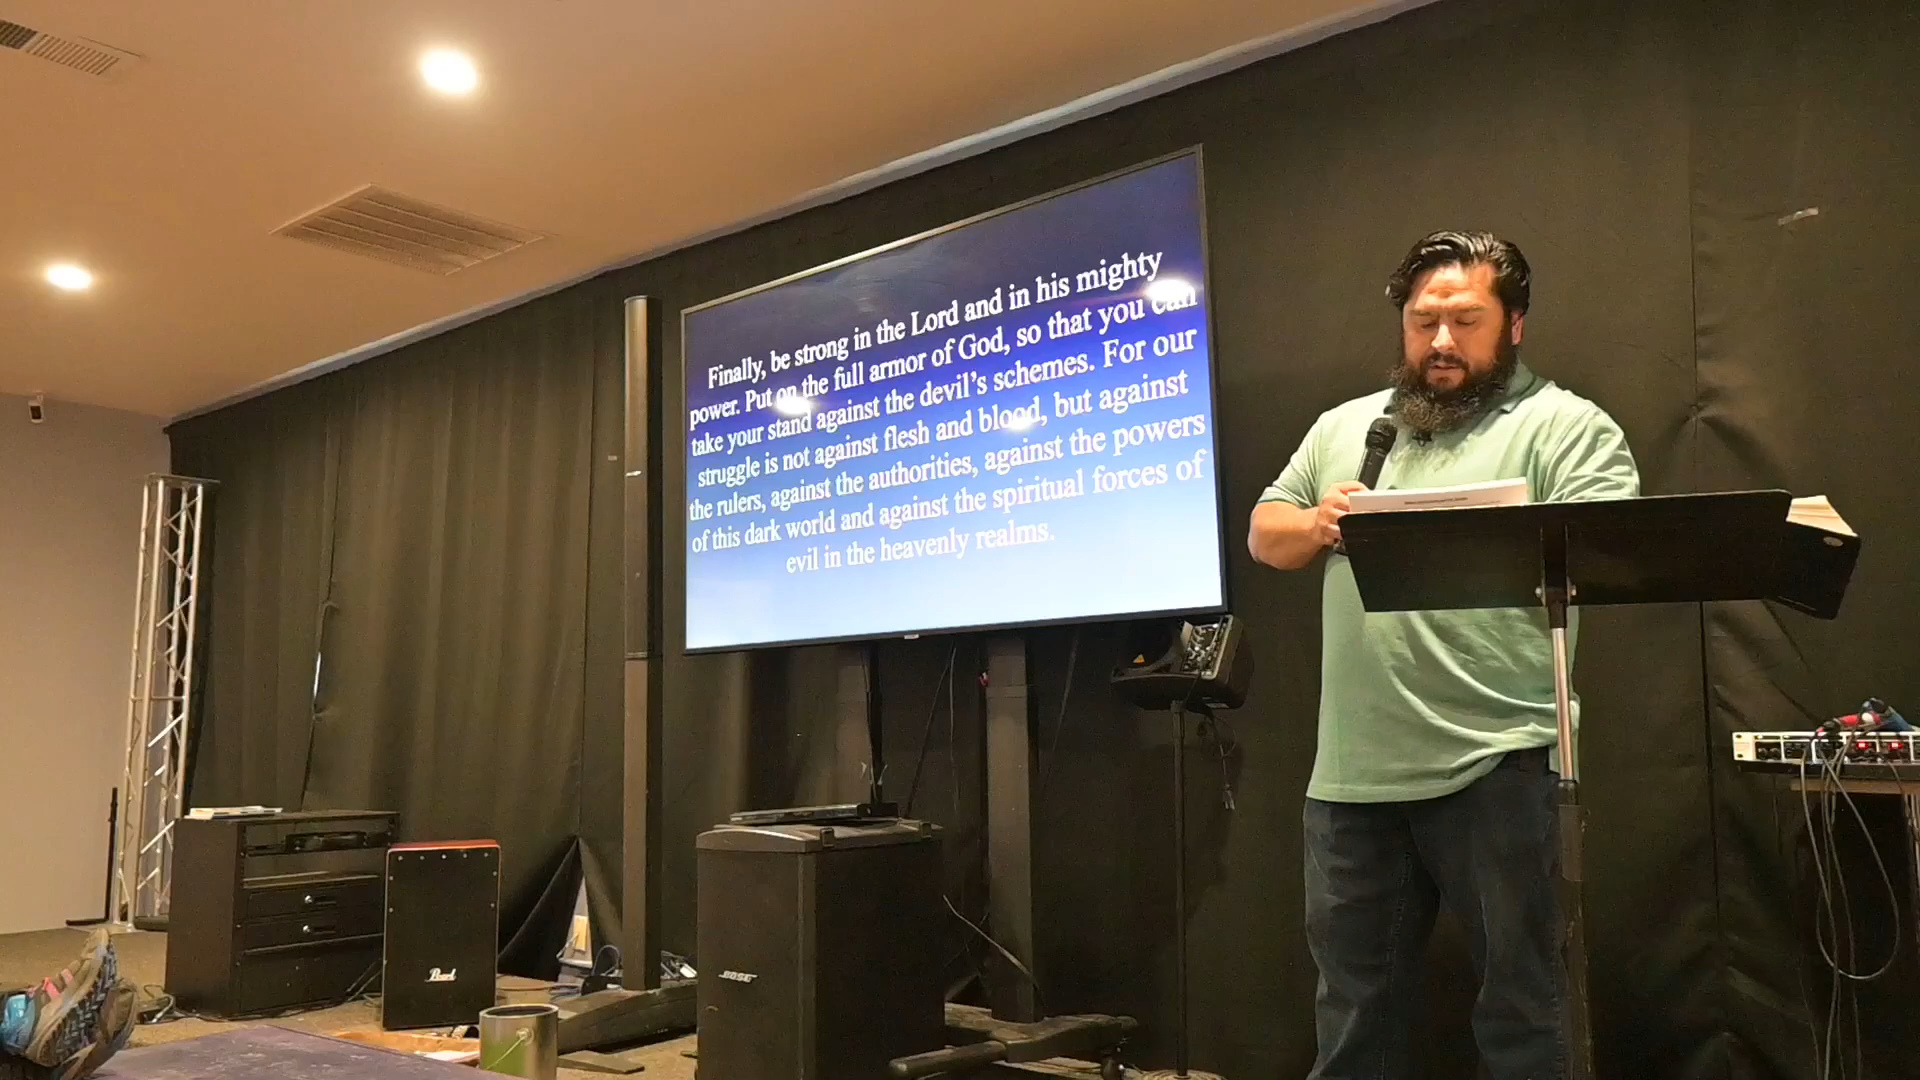 Finally, be strong in the Lord and in his mighty
power. Put on the full armor of God, so that you can
take your stand against the devil’s schemes. For our
struggle is not against flesh and blood, but against
the rulers, against the authorities, against the powers
of this dark world and against the spiritual forces of
evil in the heavenly realms.
Pearl
BOSE